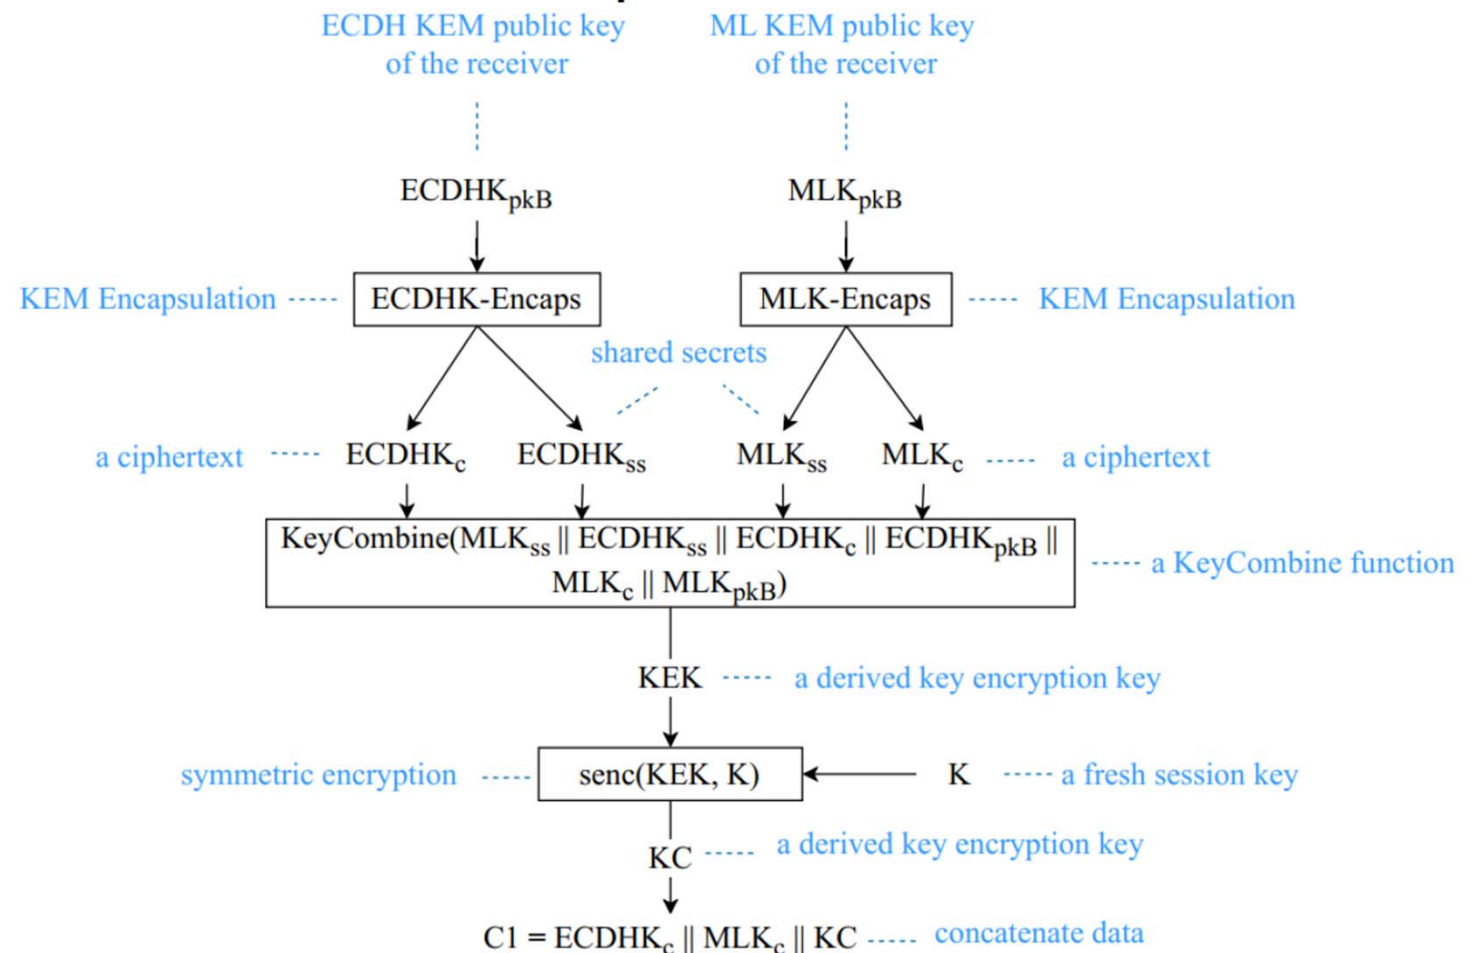 ECDH KEM public key
of the receiver
ML KEM public key
of the receiver
ECDHKpkB
MLKpkB
KEM Encapsulation
ECDHK-Encaps
MLK-Encaps
KEM Encapsulation
shared secrets
a ciphertext
ECDHKc
ECDHKss
MLKss
MLKc
a ciphertext
KeyCombine(MLKss || ECDHKss || ECDHKc || ECDHKpkB ||
MLKc || MLKpkB)
a KeyCombine function
KEK
a derived key encryption key
symmetric encryption
senc(KEK, K)
K
a fresh session key
KC
a derived key encryption key
C1 = ECDHKc || MLKc || KC
concatenate data